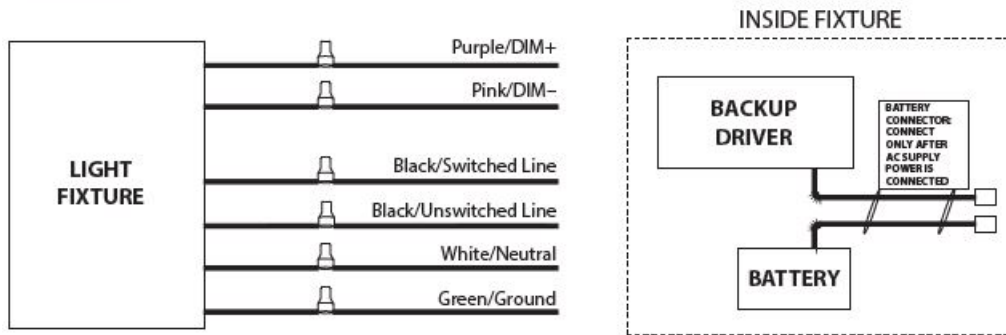 LIGHT
FIXTURE
Purple/DIM+
Pink/DIM–
Black/Switched Line
Black/Unswitched Line
White/Neutral
Green/Ground
INSIDE FIXTURE
BACKUP
DRIVER
BATTERY
CONNECTOR:
CONNECT
ONLY AFTER
AC SUPPLY
POWER IS
CONNECTED
BATTERY